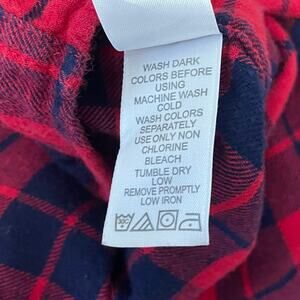 WASH DARK
COLORS BEFORE
USING
MACHINE WASH
COLD
WASH COLORS
SEPARATELY
USE ONLY NON
CHLORINE
BLEACH
TUMBLE DRY
LOW
REMOVE PROMPTLY
LOW IRON
30C